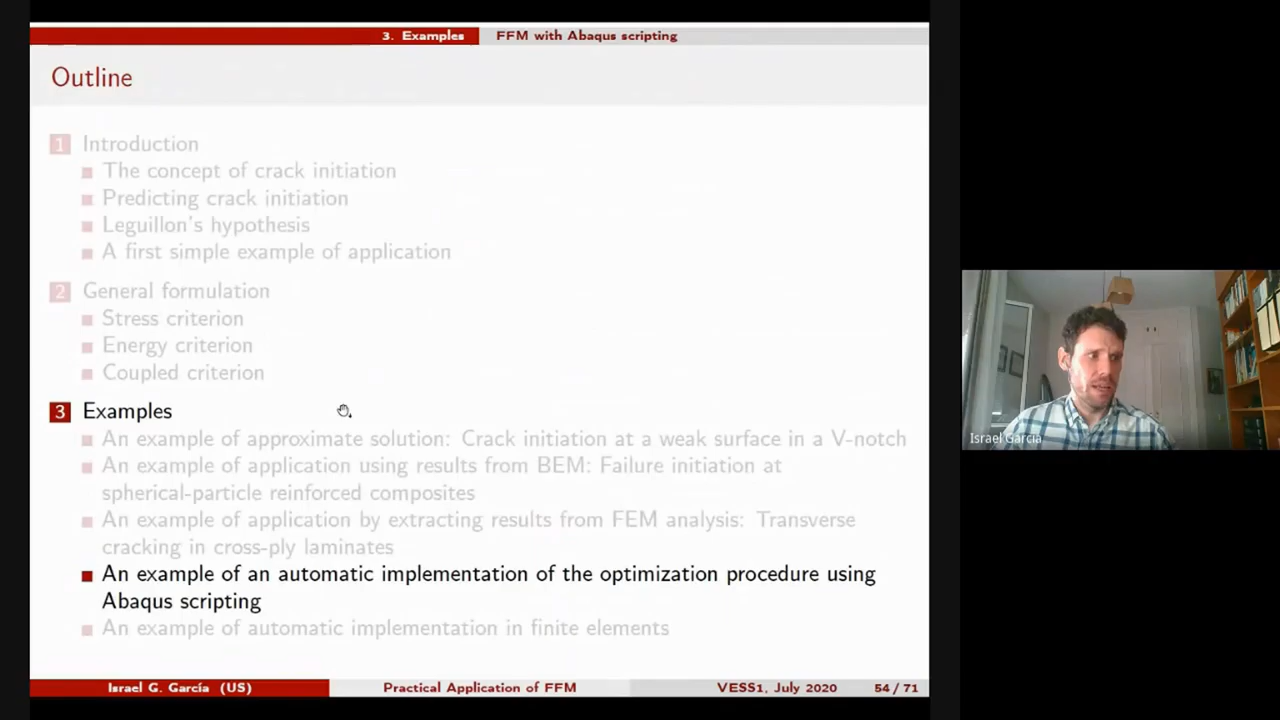 3. Examples FFM with Abaqus scripting
Outline
1 Introduction
The concept of crack initiation
Predicting crack initiation
Leguillon's hypothesis
A first simple example of application
2 General formulation
Stress criterion
Energy criterion
Coupled criterion
3 Examples
An example of approximate solution: Crack initiation at a weak surface in a V-notch
An example of application using results from BEM: Failure initiation at
spherical-particle reinforced composites
An example of application by extracting results from FEM analysis: Transverse
cracking in cross-ply laminates
An example of an automatic implementation of the optimization procedure using
Abaqus scripting
An example of automatic implementation in finite elements
Israel G. García (US) Practical Application of FFM VESS1, July 2020 54 / 71
Israel García